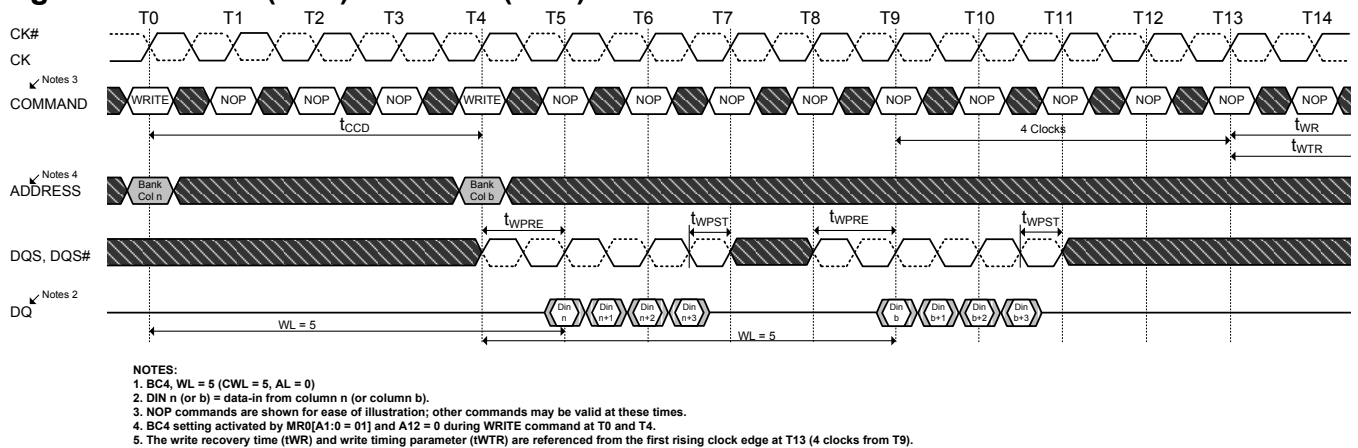 T0 T1 T2 T3 T4 T5 T6 T7 T8 T9 T10 T11 T12 T13 T14
CK#
CK
Notes 3
COMMAND
WRITE NOP NOP NOP WRITE NOP NOP NOP NOP NOP NOP NOP NOP NOP NOP
tCCD
4 Clocks
tWR
tWTR
Notes 4
ADDRESS
Bank Col n
Bank Col b
tWPRE tWPST tWPRE tWPST
DQS, DQS#
Notes 2
DQ
Din n Din n+1 Din n+2 Din n+3 Din b Din b+1 Din b+2 Din b+3
WL = 5
WL = 5
NOTES:
1. BC4, WL = 5 (CWL = 5, AL = 0)
2. DIN n (or b) = data-in from column n (or column b).
3. NOP commands are shown for ease of illustration; other commands may be valid at these times.
4. BC4 setting activated by MR0[A1:0 = 01] and A12 = 0 during WRITE command at T0 and T4.
5. The write recovery time (tWR) and write timing parameter (tWTR) are referenced from the first rising clock edge at T13 (4 clocks from T9).